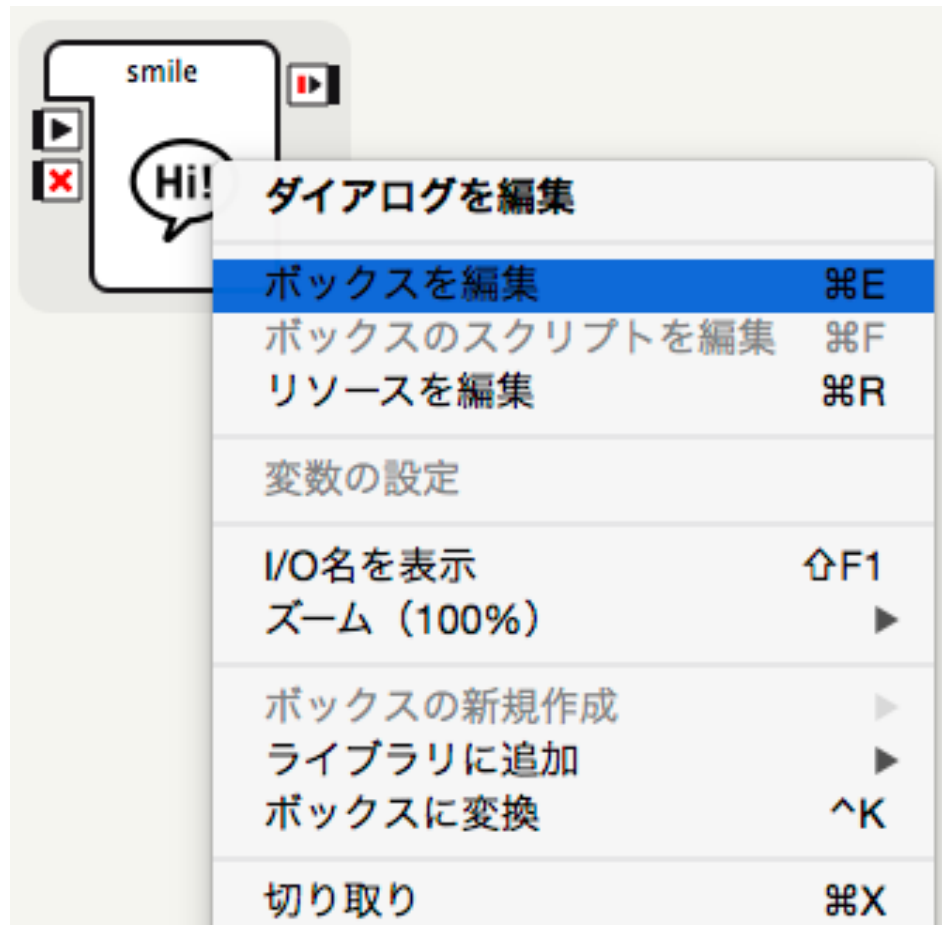 smile
Hi!
ダイアログを編集
ボックスを編集 ⌘E
ボックスのスクリプトを編集 ⌘F
リソースを編集 ⌘R
変数の設定
I/O名を表示 ⇧F1
ズーム（100%） ▶
ボックスの新規作成 ▶
ライブラリに追加 ▶
ボックスに変換 ^K
切り取り ⌘X